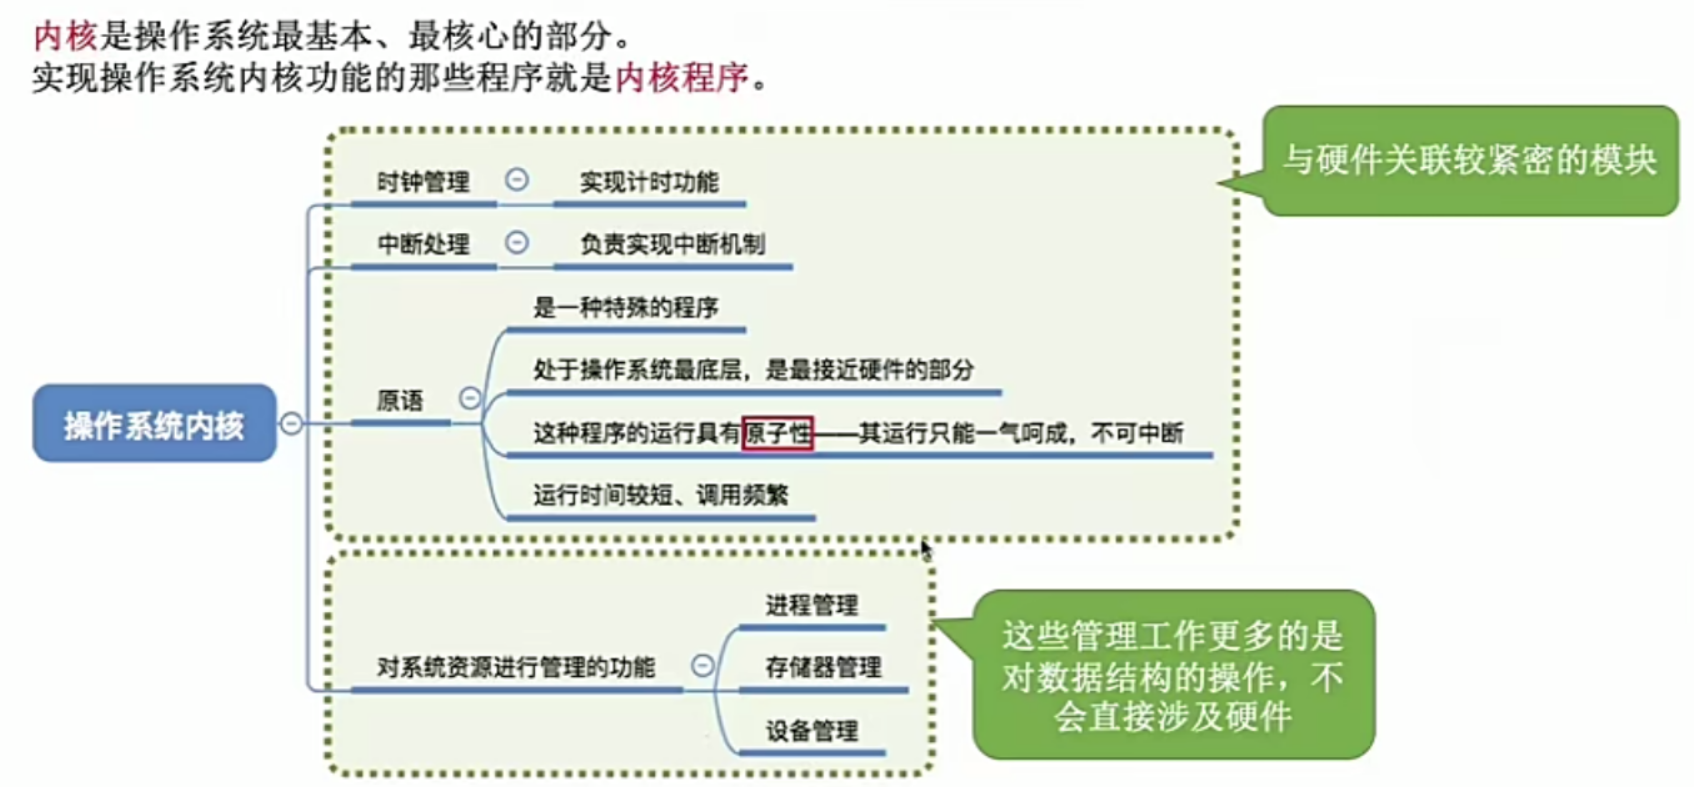 内核是操作系统最基本、最核心的部分。
实现操作系统内核功能的那些程序就是内核程序。
与硬件关联较紧密的模块
时钟管理
实现计时功能
中断处理
负责实现中断机制
是一种特殊的程序
处于操作系统最底层，是最接近硬件的部分
原语
操作系统内核
这种程序的运行具有原子性——其运行只能一气呵成，不可中断
运行时间较短、调用频繁
进程管理
对系统资源进行管理的功能
存储器管理
设备管理
这些管理工作更多的是
对数据结构的操作，不
会直接涉及硬件